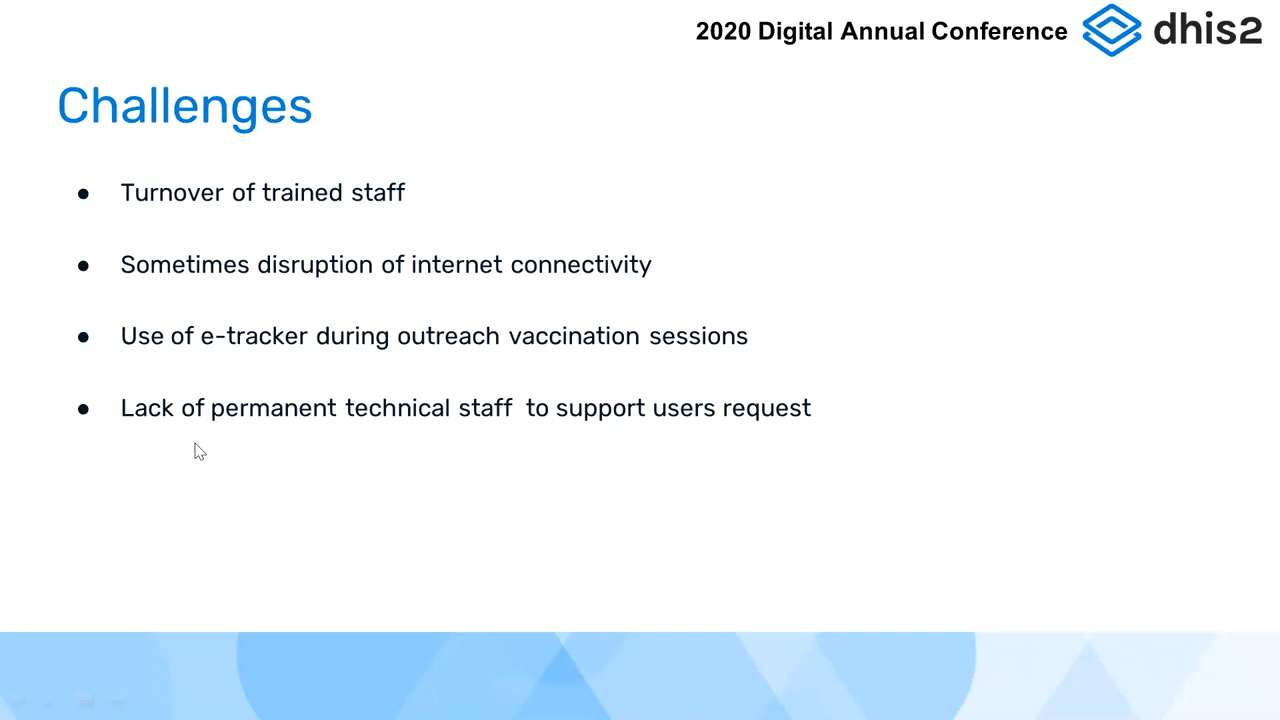 2020 Digital Annual Conference
dhis2
Challenges
● Turnover of trained staff
● Sometimes disruption of internet connectivity
● Use of e-tracker during outreach vaccination sessions
● Lack of permanent technical staff  to support users request